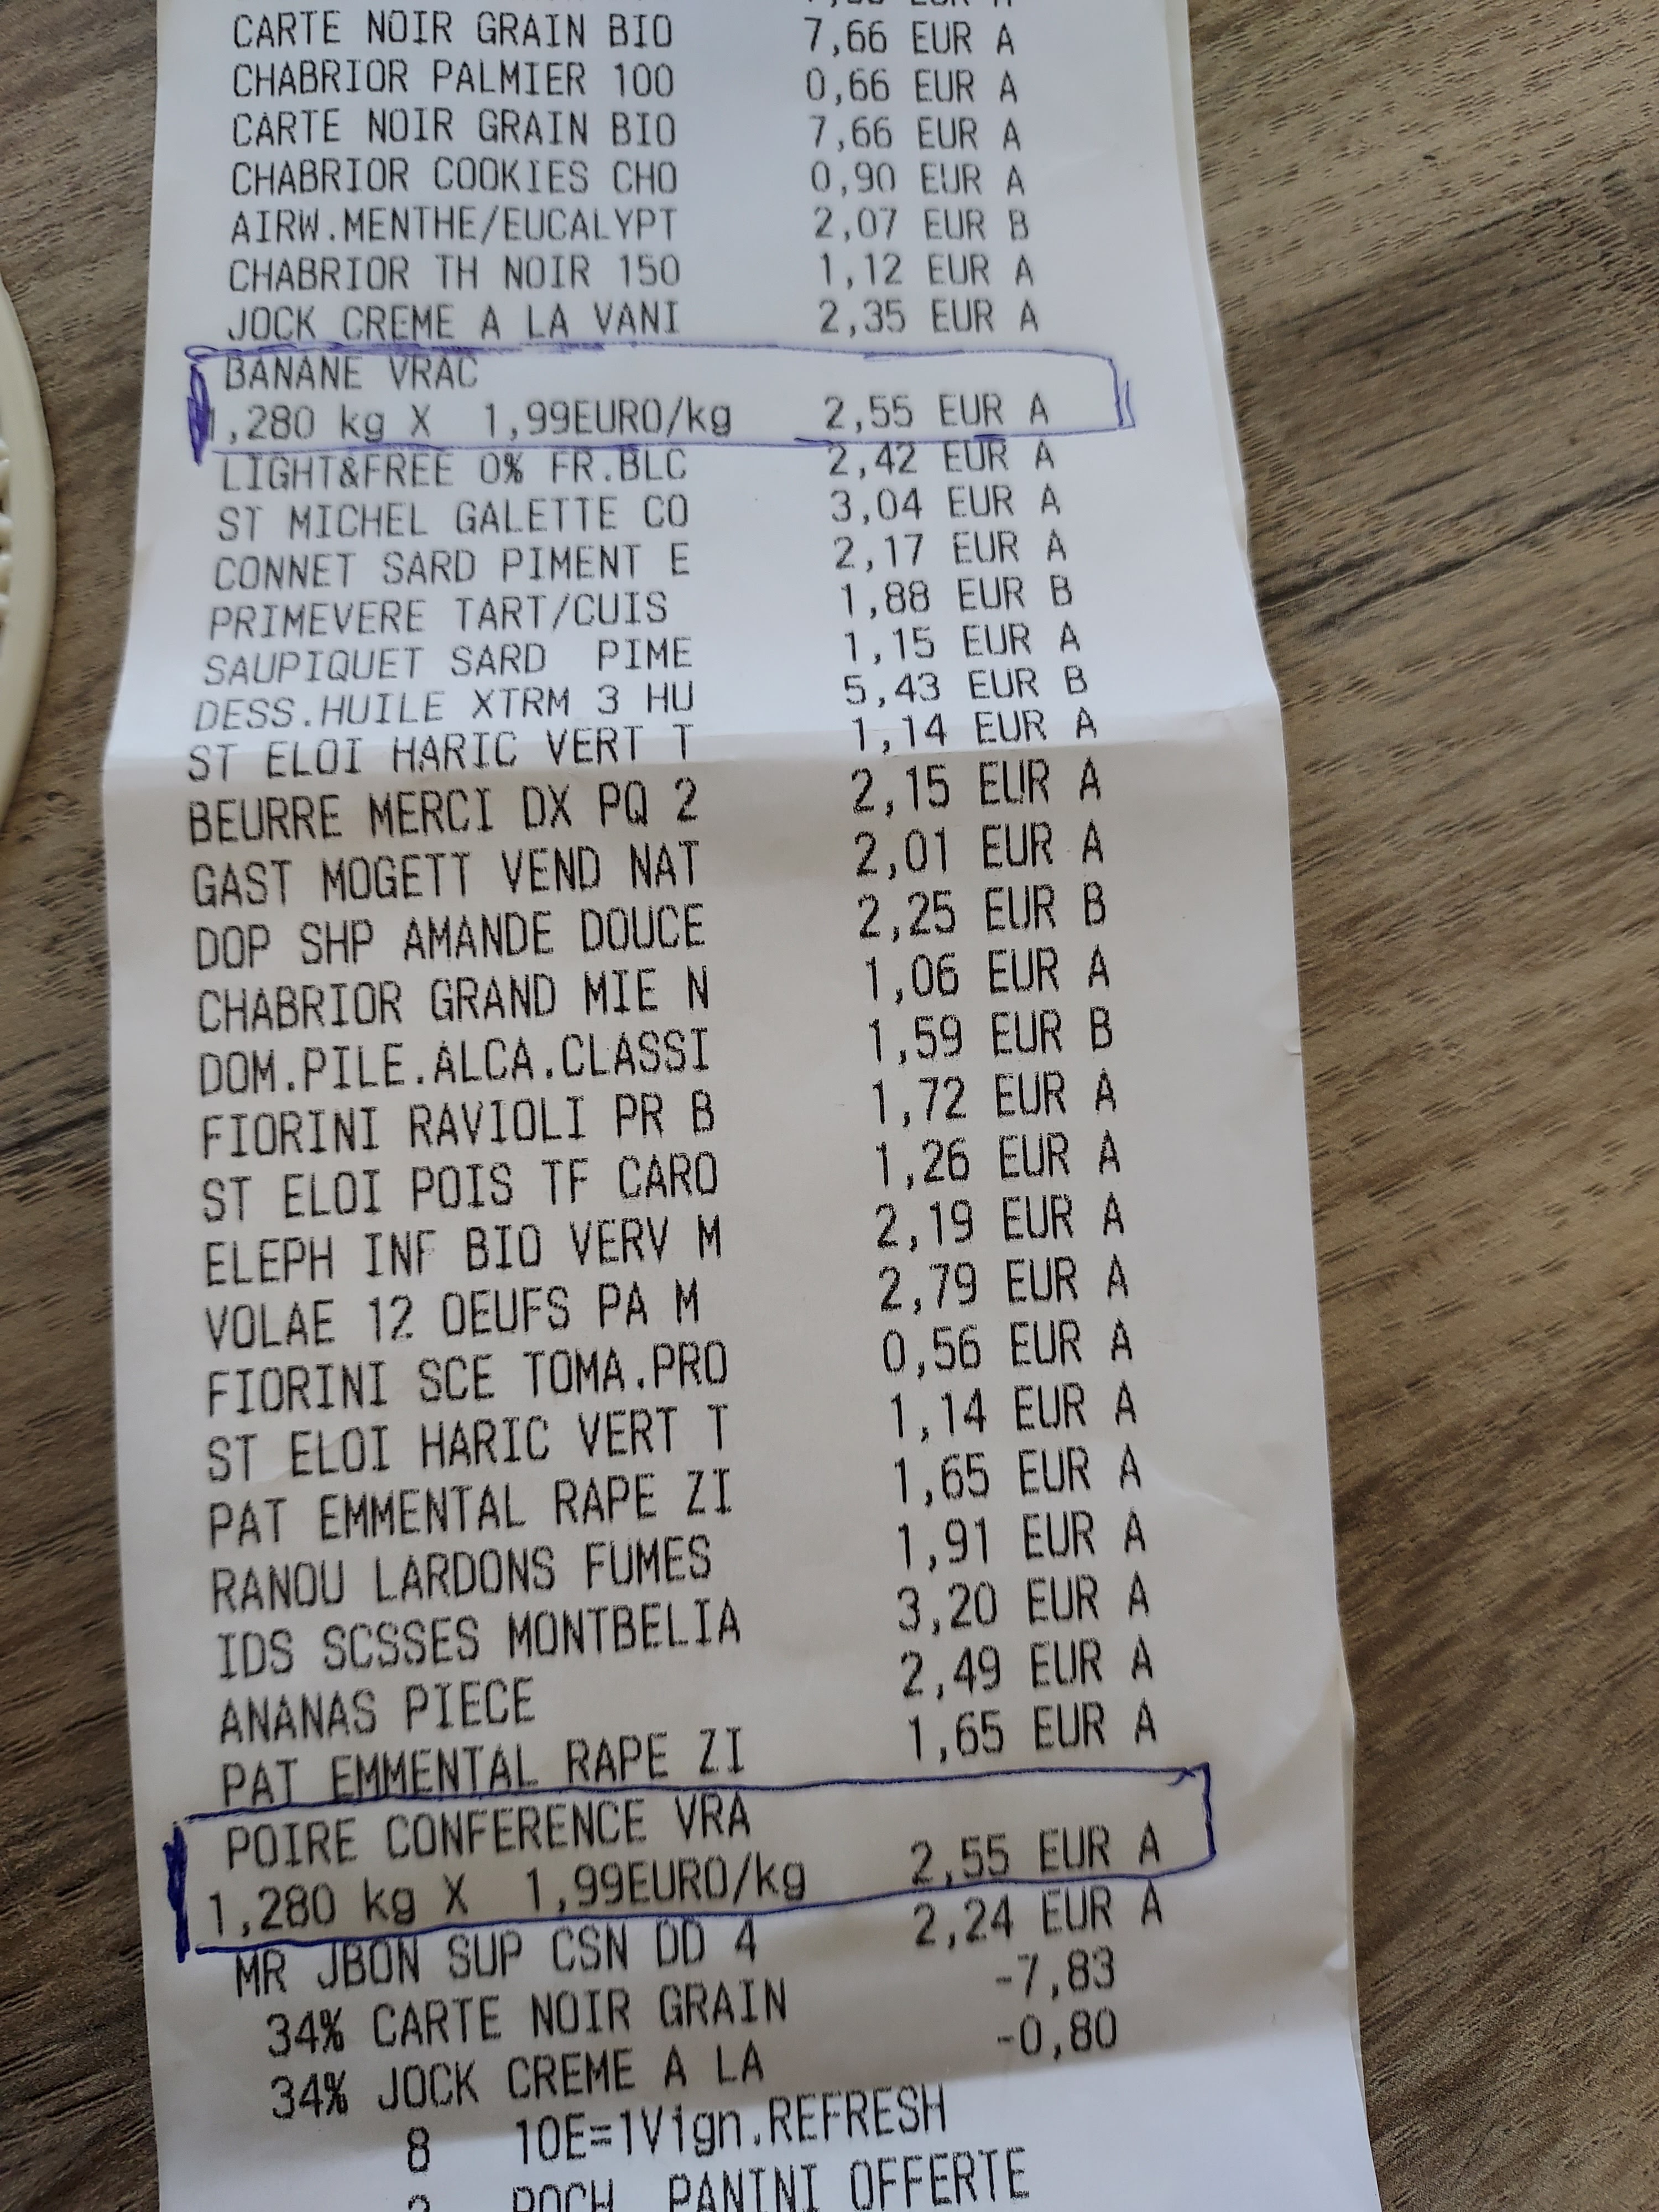 CARTE NOIR GRAIN BIO 7,66 EUR A
CHABRIOR PALMIER 100 0,66 EUR A
CARTE NOIR GRAIN BIO 7,66 EUR A
CHABRIOR COOKIES CHO 0,90 EUR A
AIRW.MENTHE/EUCALYPT 2,07 EUR B
CHABRIOR TH NOIR 150 1,12 EUR A
JOCK CREME A LA VANI 2,35 EUR A
BANANE VRAC
1,280 kg X 1,99EURO/kg 2,55 EUR A
LIGHT&FREE 0% FR.BLC 2,42 EUR A
ST MICHEL GALETTE CO 3,04 EUR A
CONNET SARD PIMENT E 2,17 EUR A
PRIMEVERE TART/CUIS 1,88 EUR B
SAUPIQUET SARD PIME 1,15 EUR A
DESS.HUILE XTRM 3 HU 5,43 EUR B
ST ELOI HARIC VERT T 1,14 EUR A
BEURRE MERCI DX PQ 2 2,15 EUR A
GAST MOGETT VEND NAT 2,01 EUR A
DOP SHP AMANDE DOUCE 2,25 EUR B
CHABRIOR GRAND MIE N 1,06 EUR A
DOM.PILE.ALCA.CLASSI 1,59 EUR B
FIORINI RAVIOLI PR B 1,72 EUR A
ST ELOI POIS TF CARO 1,26 EUR A
ELEPH INF BIO VERV M 2,19 EUR A
VOLAE 12 OEUFS PA M 2,79 EUR A
FIORINI SCE TOMA.PRO 0,56 EUR A
ST ELOI HARIC VERT T 1,14 EUR A
PAT EMMENTAL RAPE ZI 1,65 EUR A
RANOU LARDONS FUMES 1,91 EUR A
IDS SCSSES MONTBELIA 3,20 EUR A
ANANAS PIECE 2,49 EUR A
PAT EMMENTAL RAPE ZI 1,65 EUR A
POIRE CONFERENCE VRA
1,280 kg X 1,99EURO/kg 2,55 EUR A
MR JBON SUP CSN DD 4 2,24 EUR A
34% CARTE NOIR GRAIN -7,83
34% JOCK CREME A LA -0,80
8 10E=1Vign.REFRESH
POCH. PANINI OFFERTE